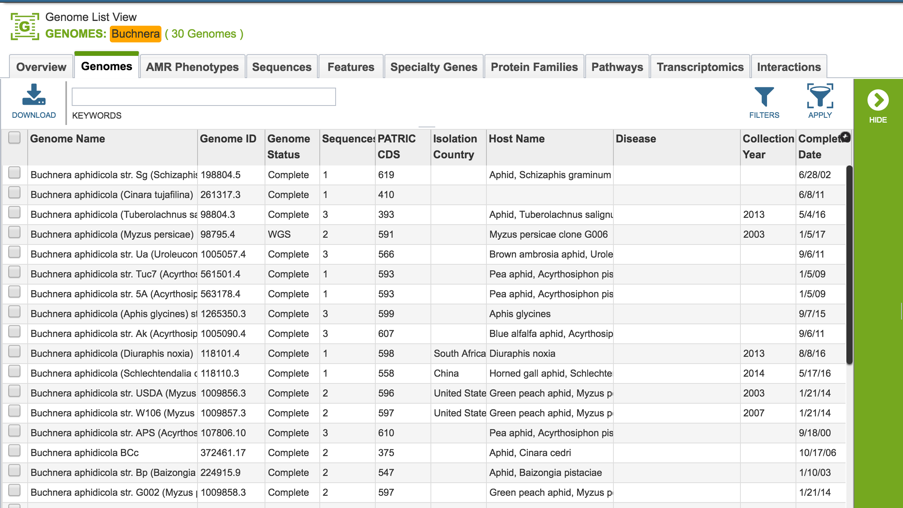 Genome List View
GENOMES: Buchnera ( 30 Genomes )
Overview Genomes AMR Phenotypes Sequences Features Specialty Genes Protein Families Pathways Transcriptomics Interactions
DOWNLOAD KEYWORDS FILTERS APPLY HIDE
Genome Name Genome ID Genome Status Sequences PATRIC CDS Isolation Country Host Name Disease Collection Year Complet Date
Buchnera aphidicola str. Sg (Schizaphis 198804.5 Complete 1 619 Aphid, Schizaphis graminum 6/28/02
Buchnera aphidicola (Cinara tujafilina) 261317.3 Complete 1 410 6/8/11
Buchnera aphidicola (Tuberolachnus sa 98804.3 Complete 3 393 Aphid, Tuberolachnus salignu 2013 5/4/16
Buchnera aphidicola (Myzus persicae) 98795.4 WGS 2 591 Myzus persicae clone G006 2003 1/5/17
Buchnera aphidicola str. Ua (Uroleucon 1005057.4 Complete 3 566 Brown ambrosia aphid, Urole 9/6/11
Buchnera aphidicola str. Tuc7 (Acyrthos 561501.4 Complete 1 593 Pea aphid, Acyrthosiphon pis 1/5/09
Buchnera aphidicola str. 5A (Acyrthosip 563178.4 Complete 1 593 Pea aphid, Acyrthosiphon pis 1/5/09
Buchnera aphidicola (Aphis glycines) st 1265350.3 Complete 3 599 Aphis glycines 9/7/15
Buchnera aphidicola str. Ak (Acyrthosip 1005090.4 Complete 3 607 Blue alfalfa aphid, Acyrthosip 9/6/11
Buchnera aphidicola (Diuraphis noxia) 118101.4 Complete 1 598 South Africa Diuraphis noxia 2013 8/8/16
Buchnera aphidicola (Schlechtendalia c 118110.3 Complete 1 558 China Horned gall aphid, Schlechte 2014 5/17/16
Buchnera aphidicola str. USDA (Myzus 1009856.3 Complete 2 596 United State Green peach aphid, Myzus p 2003 1/21/14
Buchnera aphidicola str. W106 (Myzus 1009857.3 Complete 2 597 United State Green peach aphid, Myzus p 2007 1/21/14
Buchnera aphidicola str. APS (Acyrthos 107806.10 Complete 3 610 Pea aphid, Acyrthosiphon pis 9/18/00
Buchnera aphidicola BCc 372461.17 Complete 2 375 Aphid, Cinara cedri 10/17/06
Buchnera aphidicola str. Bp (Baizongia 224915.9 Complete 2 547 Aphid, Baizongia pistaciae 1/10/03
Buchnera aphidicola str. G002 (Myzus 1009858.3 Complete 2 597 Green peach aphid, Myzus p 1/21/14